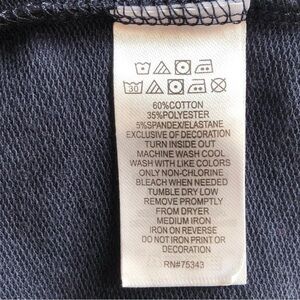 30
60%COTTON
35%POLYESTER
5%SPANDEX/ELASTANE
EXCLUSIVE OF DECORATION
TURN INSIDE OUT
MACHINE WASH COOL
WASH WITH LIKE COLORS
ONLY NON-CHLORINE
BLEACH WHEN NEEDED
TUMBLE DRY LOW
REMOVE PROMPTLY
FROM DRYER
MEDIUM IRON
IRON ON REVERSE
DO NOT IRON PRINT OR
DECORATION
RN#75343